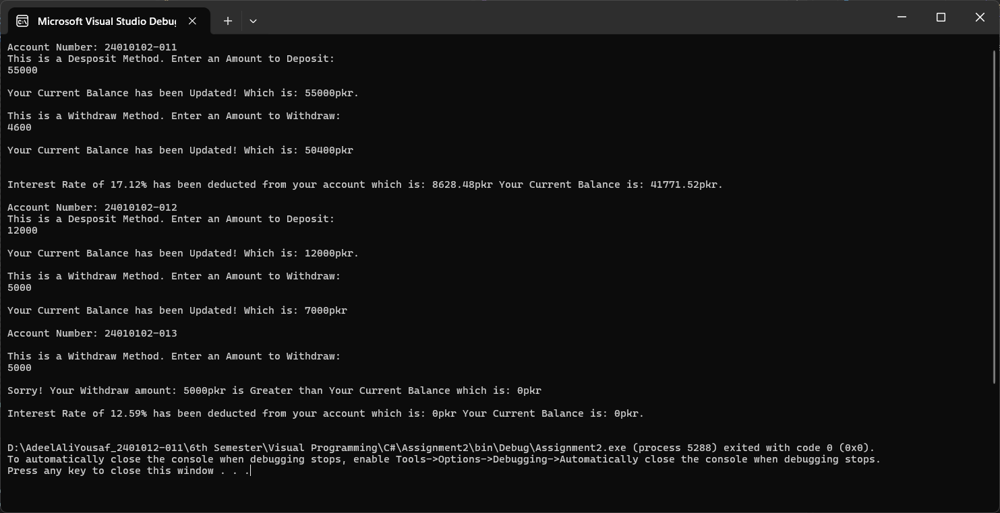 Microsoft Visual Studio Debug
Account Number: 24010102-011
This is a Desposit Method. Enter an Amount to Deposit:
55000
Your Current Balance has been Updated! Which is: 55000pkr.
This is a Withdraw Method. Enter an Amount to Withdraw:
4600
Your Current Balance has been Updated! Which is: 50400pkr
Interest Rate of 17.12% has been deducted from your account which is: 8628.48pkr Your Current Balance is: 41771.52pkr.
Account Number: 24010102-012
This is a Desposit Method. Enter an Amount to Deposit:
12000
Your Current Balance has been Updated! Which is: 12000pkr.
This is a Withdraw Method. Enter an Amount to Withdraw:
5000
Your Current Balance has been Updated! Which is: 7000pkr
Account Number: 24010102-013
This is a Withdraw Method. Enter an Amount to Withdraw:
5000
Sorry! Your Withdraw amount: 5000pkr is Greater than Your Current Balance which is: 0pkr
Interest Rate of 12.59% has been deducted from your account which is: 0pkr Your Current Balance is: 0pkr.
D:\AdeelAliYousaf_2401012-011\6th Semester\Visual Programming\C#\Assignment2\bin\Debug\Assignment2.exe (process 5288) exited with code 0 (0x0).
To automatically close the console when debugging stops, enable Tools->Options->Debugging->Automatically close the console when debugging stops.
Press any key to close this window . . .